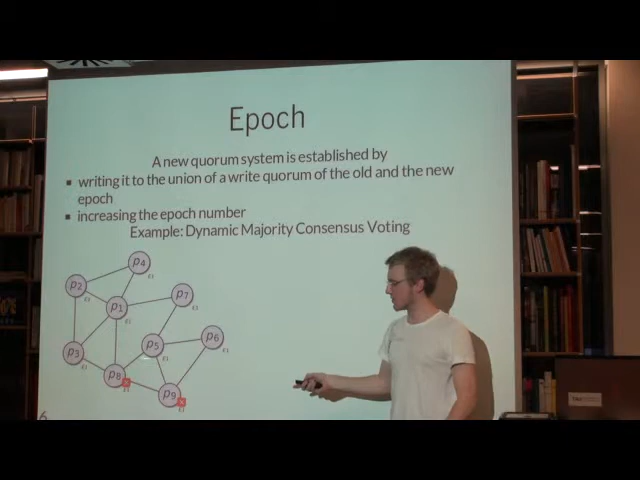 Epoch
A new quorum system is established by
writing it to the union of a write quorum of the old and the new
epoch
increasing the epoch number
Example: Dynamic Majority Consensus Voting
p4
p2
p7
p1
p6
p5
p3
p8
p9
6